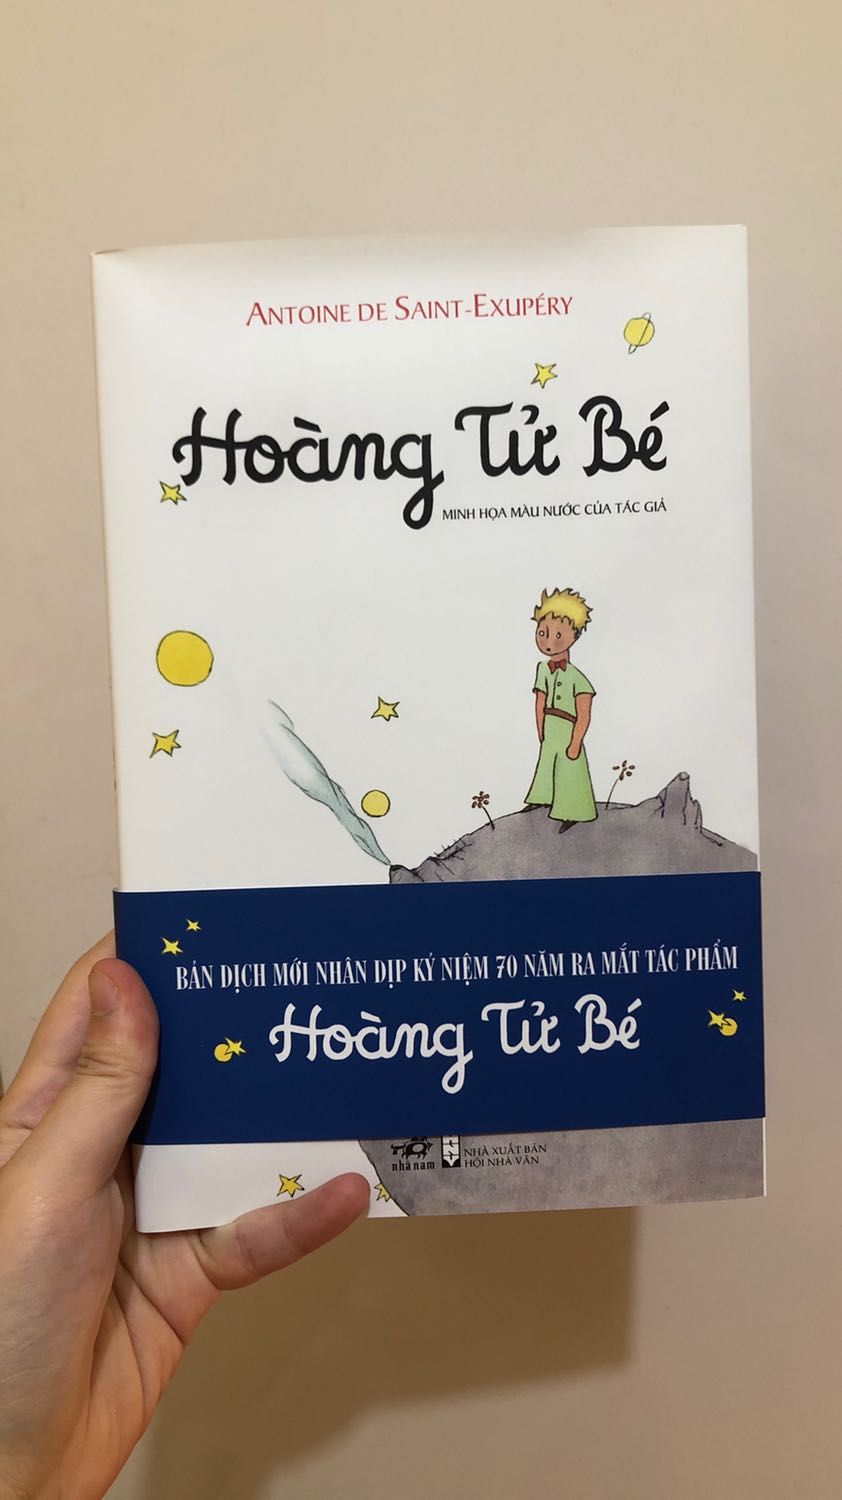 ANTOINE DE SAINT-EXUPÉRY
Hoàng Tử Bé
MINH HỌA MÀU NƯỚC CỦA TÁC GIẢ
BẢN DỊCH MỚI NHÂN DỊP KỶ NIỆM 70 NĂM RA MẮT TÁC PHẨM
Hoàng Tử Bé
nhã nam
NHÀ XUẤT BẢN
HỘI NHÀ VĂN